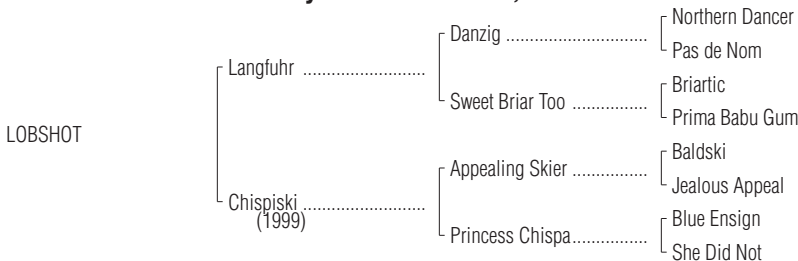 Northern Dancer
Danzig ..............................
Pas de Nom
Langfuhr ..........................
Briartic
Sweet Briar Too ................
Prima Babu Gum
LOBSHOT
Baldski
Appealing Skier ................
Jealous Appeal
Chispiski ..........................
(1999)
Blue Ensign
Princess Chispa................
She Did Not